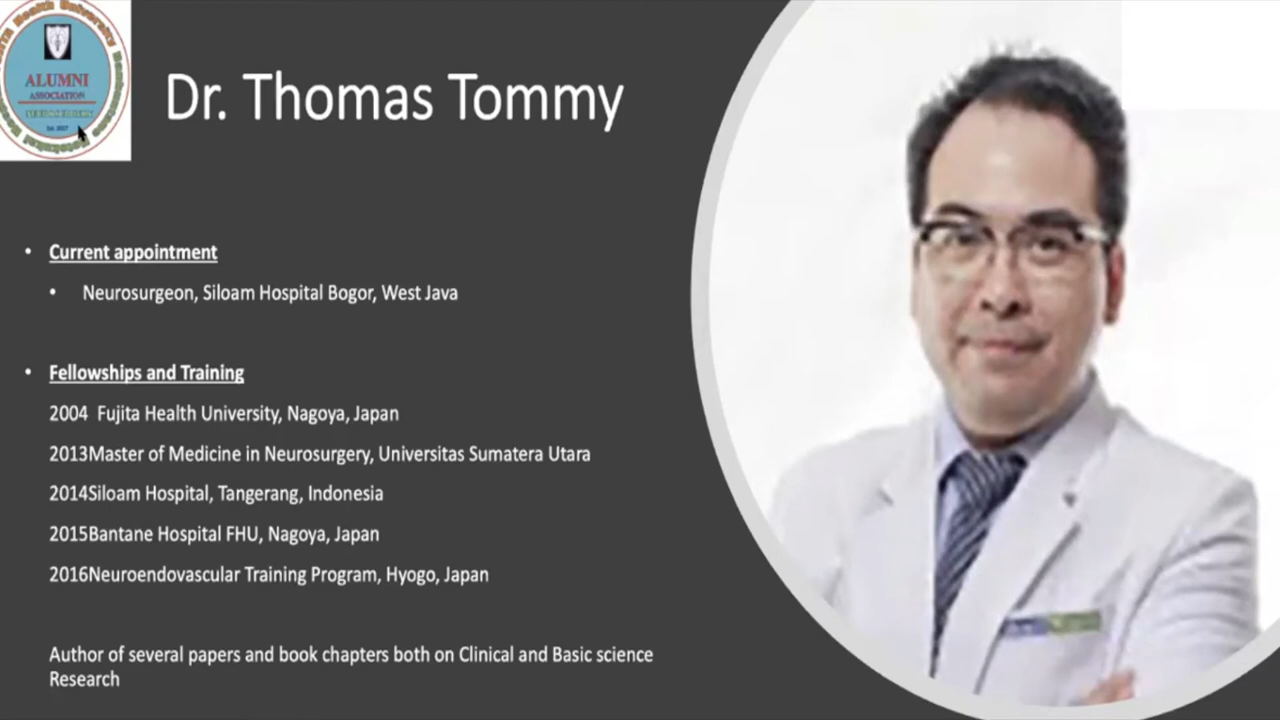 ALUMNI
ASSOCIATION
Dr. Thomas Tommy
• Current appointment
• Neurosurgeon, Siloam Hospital Bogor, West Java
• Fellowships and Training
2004 Fujita Health University, Nagoya, Japan
2013Master of Medicine in Neurosurgery, Universitas Sumatera Utara
2014Siloam Hospital, Tangerang, Indonesia
2015Bantane Hospital FHU, Nagoya, Japan
2016Neuroendovascular Training Program, Hyogo, Japan
Author of several papers and book chapters both on Clinical and Basic science
Research